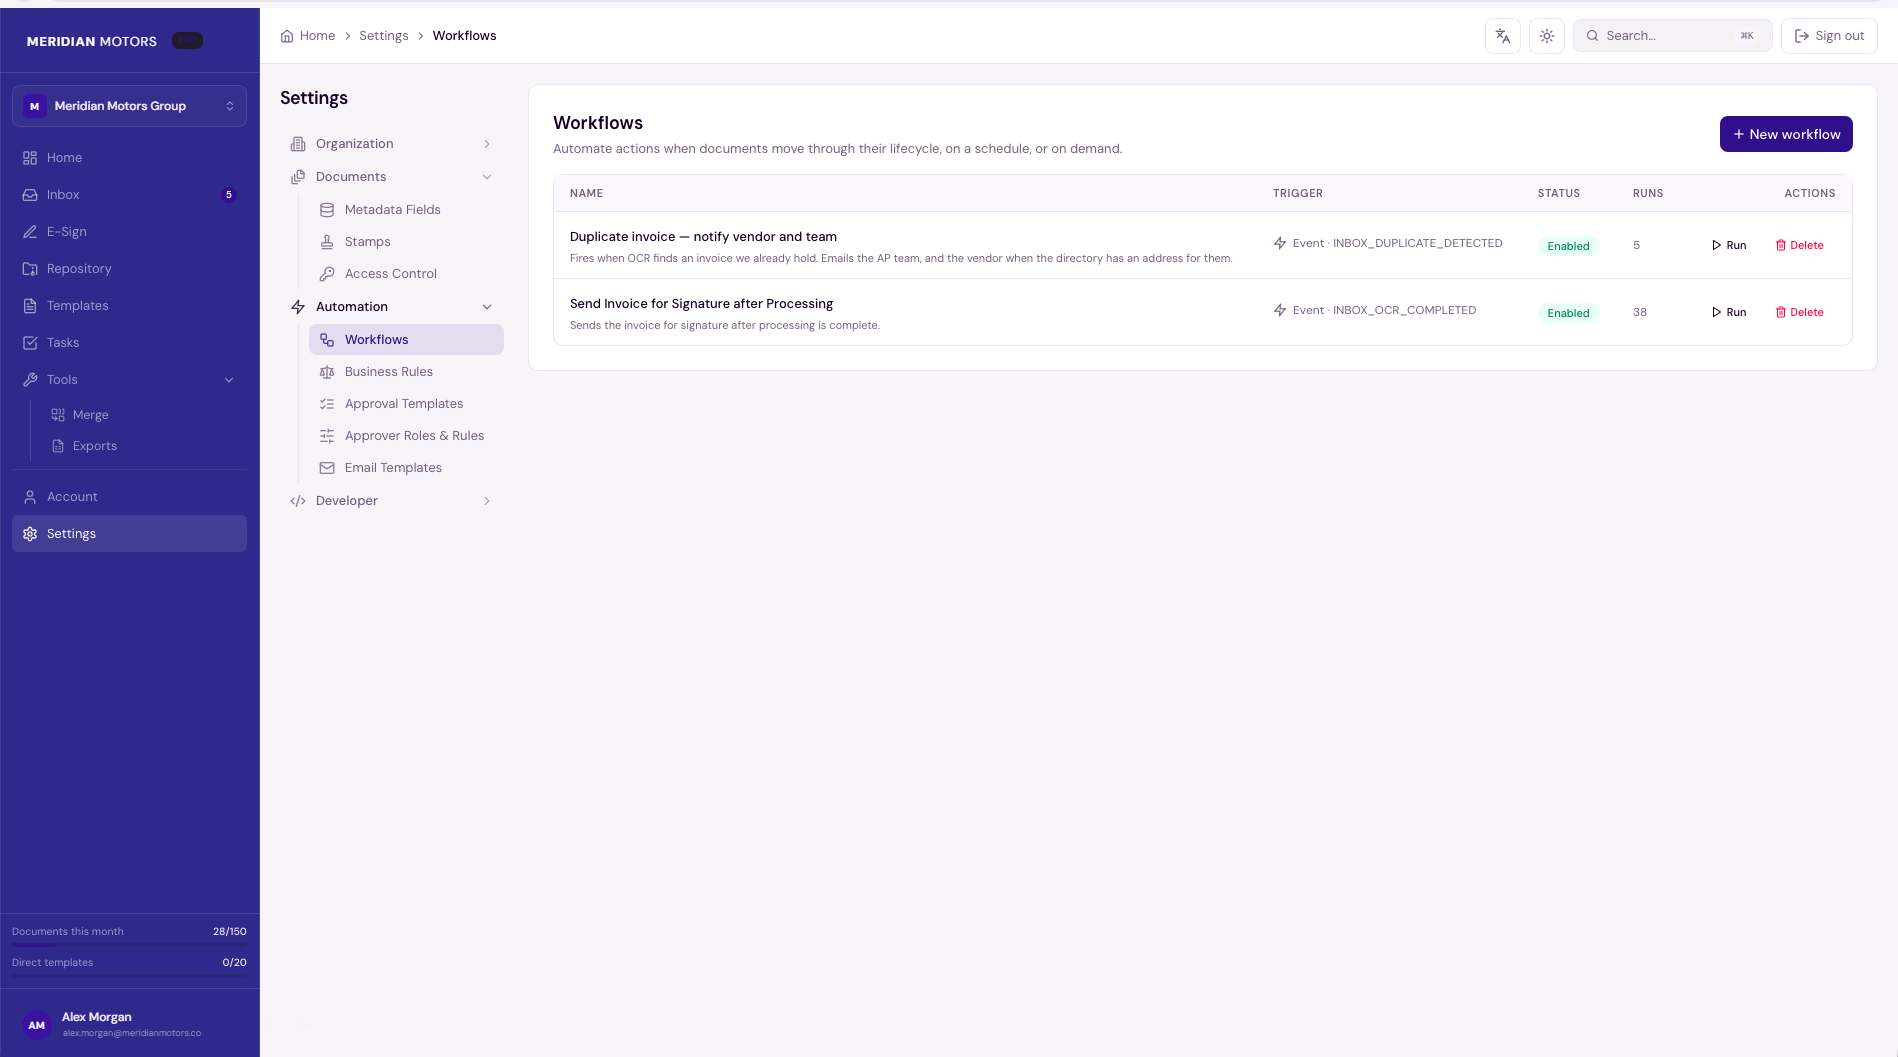 MERIDIAN MOTORS
Home
Settings
Workflows
Search...
⌘K
Sign out
M
Meridian Motors Group
Home
Inbox
5
E-Sign
Repository
Templates
Tasks
Tools
Merge
Exports
Account
Settings
Documents this month
28/150
Direct templates
0/20
AM
Alex Morgan
alex.morgan@meridianmotors.co
Settings
Organization
Documents
Metadata Fields
Stamps
Access Control
Automation
Workflows
Business Rules
Approval Templates
Approver Roles & Rules
Email Templates
Developer
Workflows
Automate actions when documents move through their lifecycle, on a schedule, or on demand.
+ New workflow
NAME TRIGGER STATUS RUNS ACTIONS
Duplicate invoice — notify vendor and team
Fires when OCR finds an invoice we already hold. Emails the AP team, and the vendor when the directory has an address for them.
Event · INBOX_DUPLICATE_DETECTED
Enabled
5
Run
Delete
Send Invoice for Signature after Processing
Sends the invoice for signature after processing is complete.
Event · INBOX_OCR_COMPLETED
Enabled
38
Run
Delete